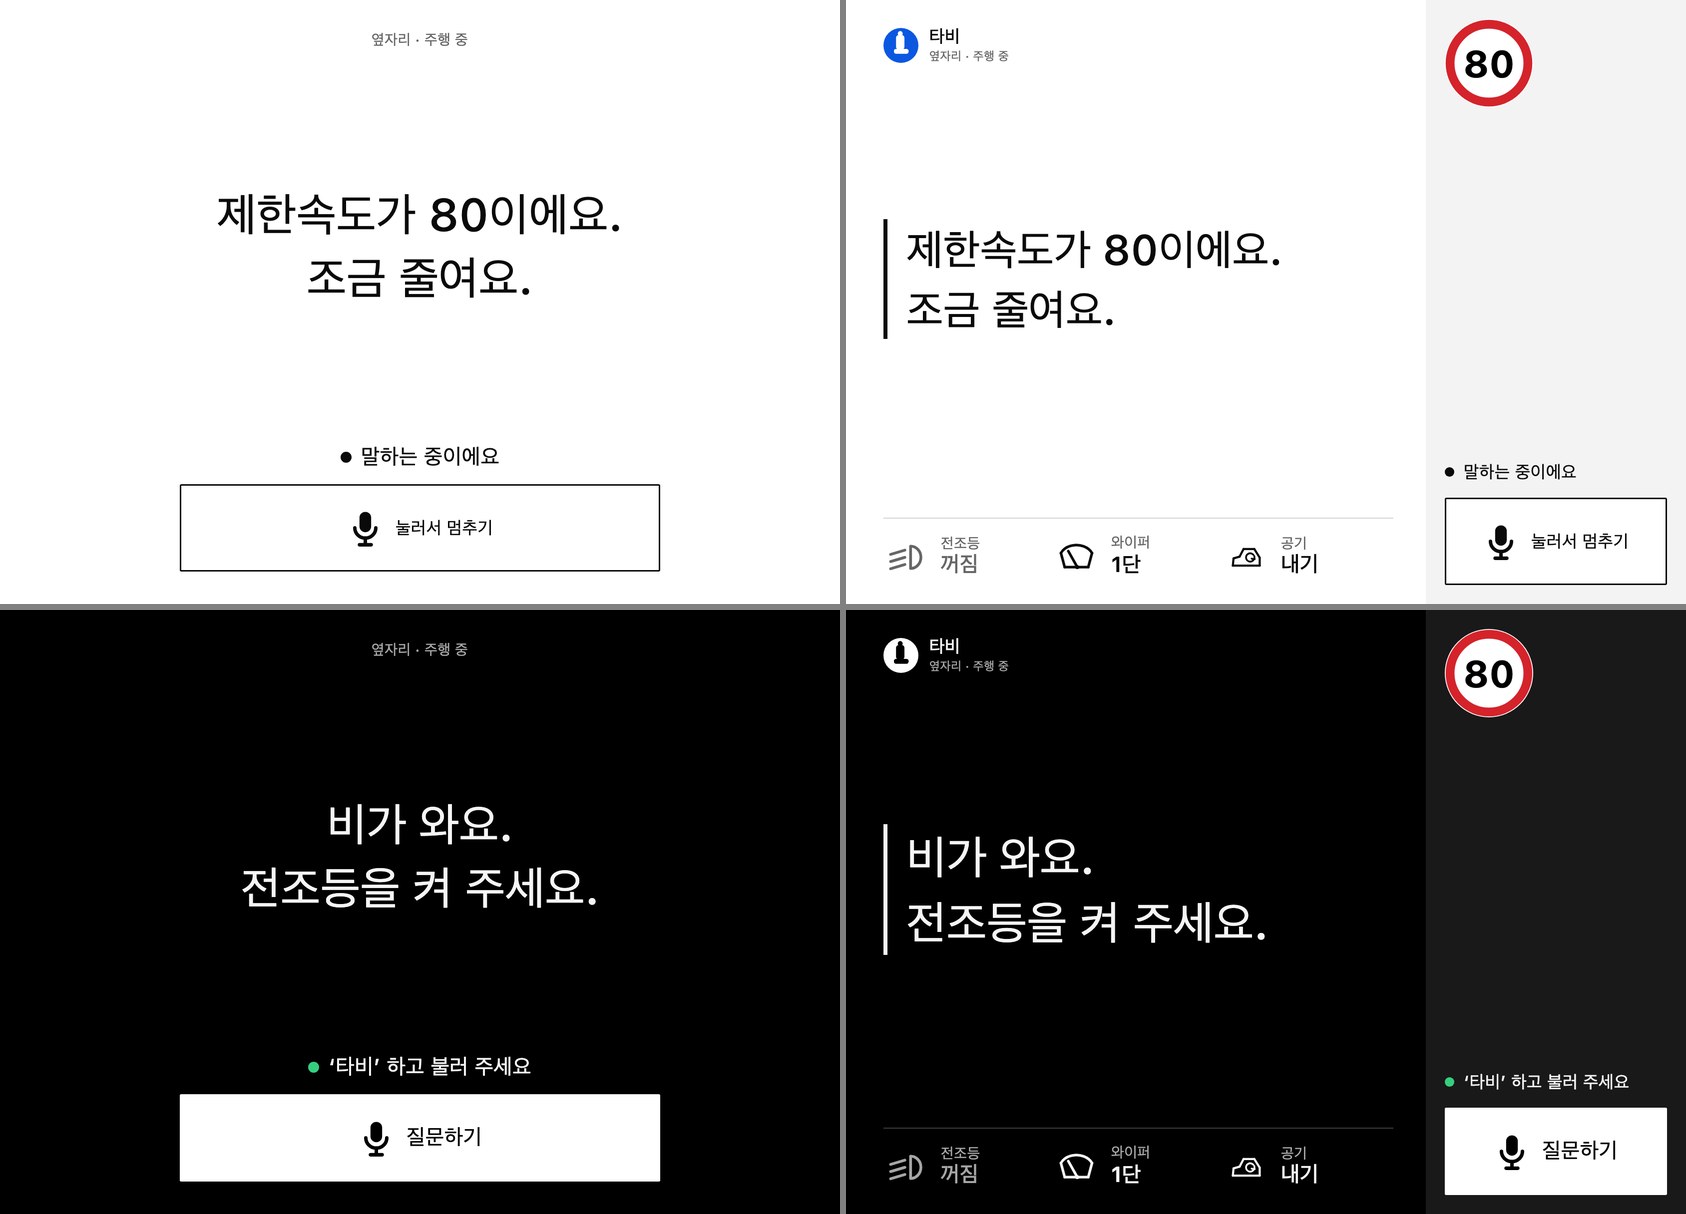 옆자리 · 주행 중
제한속도가 80이에요.
조금 줄여요.
말하는 중이에요
눌러서 멈추기
타비
옆자리 · 주행 중
80
제한속도가 80이에요.
조금 줄여요.
말하는 중이에요
눌러서 멈추기
전조등
꺼짐
와이퍼
1단
공기
내기
옆자리 · 주행 중
비가 와요.
전조등을 켜 주세요.
‘타비’ 하고 불러 주세요
질문하기
타비
옆자리 · 주행 중
80
비가 와요.
전조등을 켜 주세요.
‘타비’ 하고 불러 주세요
질문하기
전조등
꺼짐
와이퍼
1단
공기
내기